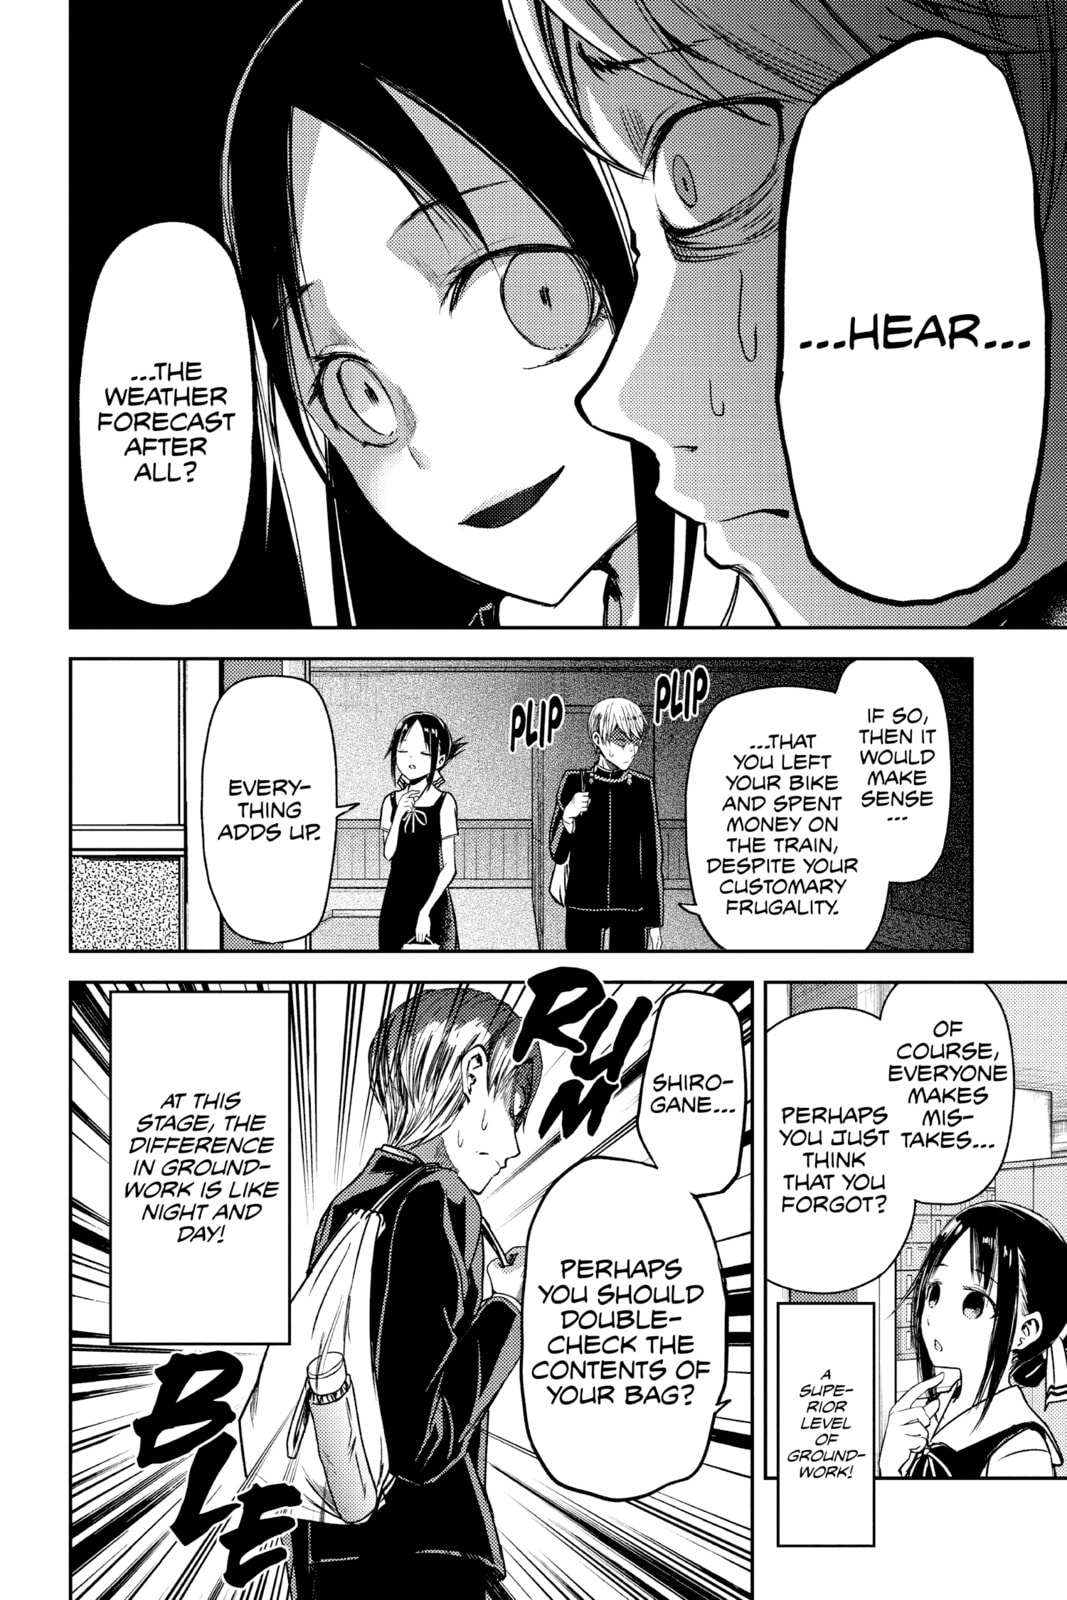 ...HEAR...
...THE
WEATHER
FORECAST
AFTER
ALL?
IF SO,
THEN IT
WOULD
MAKE
SENSE
...
...THAT
YOU LEFT
YOUR BIKE
AND SPENT
MONEY ON
THE TRAIN,
DESPITE YOUR
CUSTOMARY
FRUGALITY.
PLIP
PLIP
EVERY-
THING
ADDS UP.
OF
COURSE,
EVERYONE
MAKES
MIS-
TAKES...
PERHAPS
YOU JUST
THINK
THAT YOU
FORGOT?
A
SUPE-
RIOR
LEVEL
OF
GROUND-
WORK!
SHIRO-
GANE...
PERHAPS
YOU SHOULD
DOUBLE-
CHECK THE
CONTENTS OF
YOUR BAG?
RUM
BLE
AT THIS
STAGE, THE
DIFFERENCE
IN GROUND-
WORK IS LIKE
NIGHT AND
DAY!